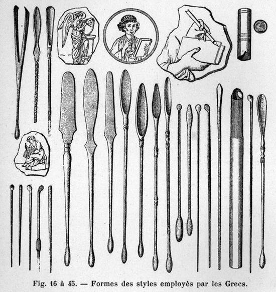 Fig. 16 à 45. — Formes des styles employés par les Grecs.